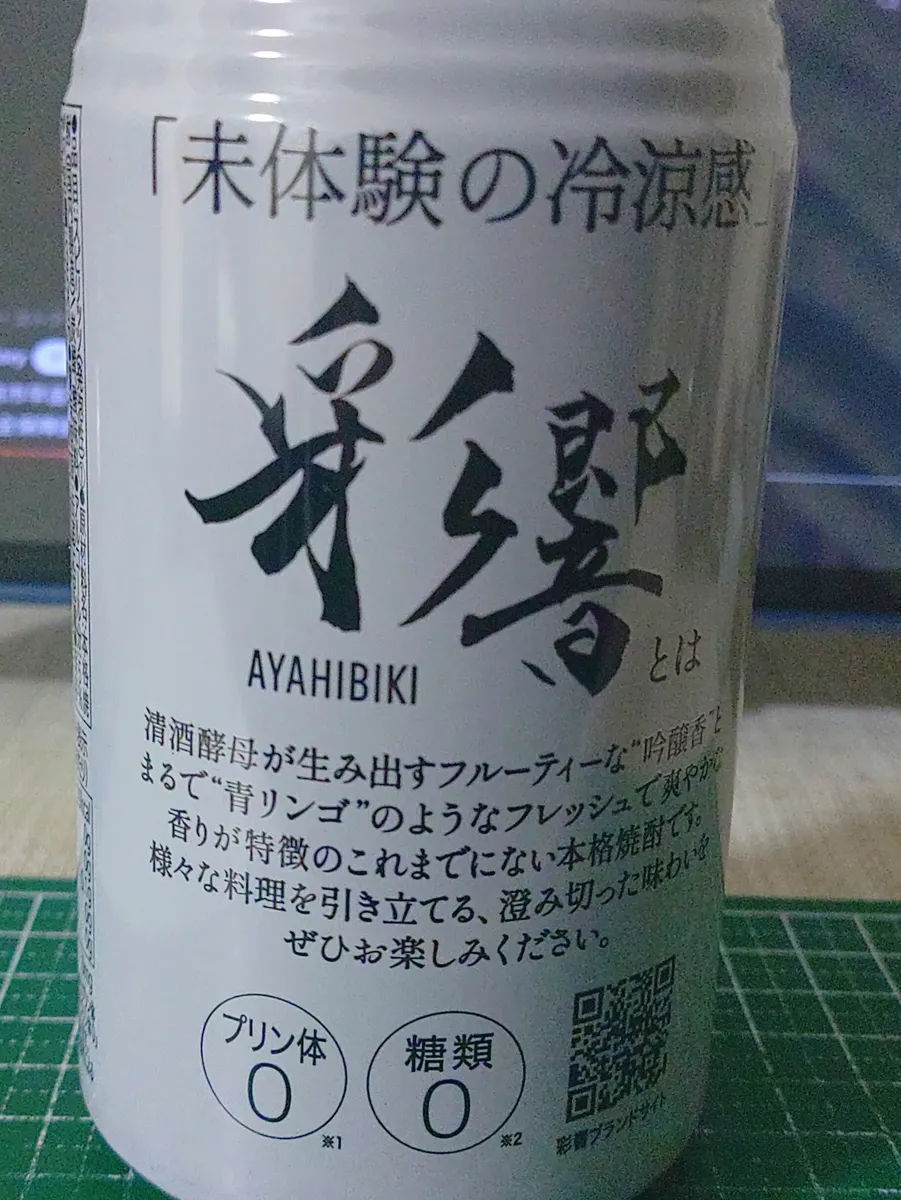 「未体験の冷涼感」
彩響
とは
AYAHIBIKI
清酒酵母が生み出すフルーティーな“吟醸香”と
まるで“青リンゴ”のようなフレッシュで爽やかな
香りが特徴のこれまでにない本格焼酎です。
様々な料理を引き立てる、澄み切った味わいを
ぜひお楽しみください。
プリン体
0
※1
糖類
0
※2
彩響ブランドサイト